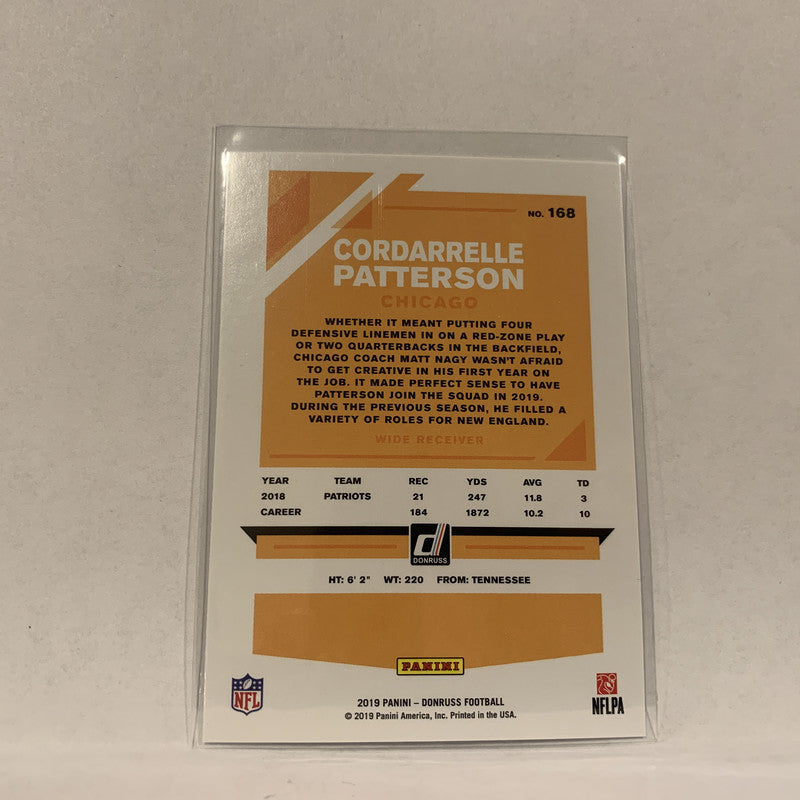 NO. 168
CORDARRELLE
PATTERSON
CHICAGO
WHETHER IT MEANT PUTTING FOUR
DEFENSIVE LINEMEN IN ON A RED-ZONE PLAY
OR TWO QUARTERBACKS IN THE BACKFIELD,
CHICAGO COACH MATT NAGY WASN'T AFRAID
TO GET CREATIVE IN HIS FIRST YEAR ON
THE JOB. IT MADE PERFECT SENSE TO HAVE
PATTERSON JOIN THE SQUAD IN 2019.
DURING THE PREVIOUS SEASON, HE FILLED A
VARIETY OF ROLES FOR NEW ENGLAND.
WIDE RECEIVER
YEAR TEAM REC YDS AVG TD
2018 PATRIOTS 21 247 11.8 3
CAREER 184 1872 10.2 10
d
DONRUSS
HT: 6' 2" WT: 220 FROM: TENNESSEE
PANINI
NFL
NFLPA
2019 PANINI – DONRUSS FOOTBALL
© 2019 Panini America, Inc. Printed in the USA.